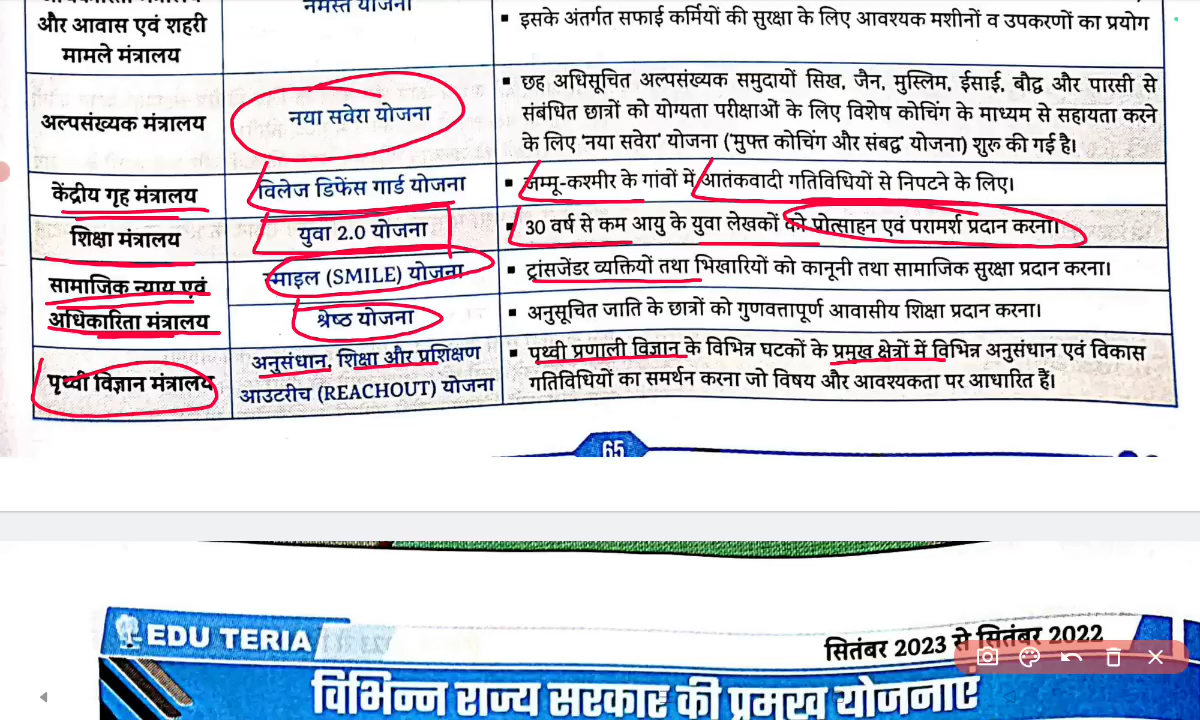 और आवास एवं शहरी
मामले मंत्रालय
नमस्ते योजना
▪ इसके अंतर्गत सफाई कर्मियों की सुरक्षा के लिए आवश्यक मशीनों व उपकरणों का प्रयोग
अल्पसंख्यक मंत्रालय
नया सवेरा योजना
▪ छह अधिसूचित अल्पसंख्यक समुदायों सिख, जैन, मुस्लिम, ईसाई, बौद्ध और पारसी से
संबंधित छात्रों को योग्यता परीक्षाओं के लिए विशेष कोचिंग के माध्यम से सहायता करने
के लिए 'नया सवेरा' योजना ('मुफ्त कोचिंग और संबद्ध' योजना) शुरू की गई है।
केंद्रीय गृह मंत्रालय
विलेज डिफेंस गार्ड योजना
▪ जम्मू-कश्मीर के गांवों में आतंकवादी गतिविधियों से निपटने के लिए।
शिक्षा मंत्रालय
युवा 2.0 योजना
▪ 30 वर्ष से कम आयु के युवा लेखकों को प्रोत्साहन एवं परामर्श प्रदान करना।
सामाजिक न्याय एवं
अधिकारिता मंत्रालय
स्माइल (SMILE) योजना
▪ ट्रांसजेंडर व्यक्तियों तथा भिखारियों को कानूनी तथा सामाजिक सुरक्षा प्रदान करना।
श्रेष्ठ योजना
▪ अनुसूचित जाति के छात्रों को गुणवत्तापूर्ण आवासीय शिक्षा प्रदान करना।
पृथ्वी विज्ञान मंत्रालय
अनुसंधान, शिक्षा और प्रशिक्षण
आउटरीच (REACHOUT) योजना
▪ पृथ्वी प्रणाली विज्ञान के विभिन्न घटकों के प्रमुख क्षेत्रों में विभिन्न अनुसंधान एवं विकास
गतिविधियों का समर्थन करना जो विषय और आवश्यकता पर आधारित हैं।
65
EDU TERIA
सितंबर 2023 से सितंबर 2022
विभिन्न राज्य सरकार की प्रमुख योजनाएं